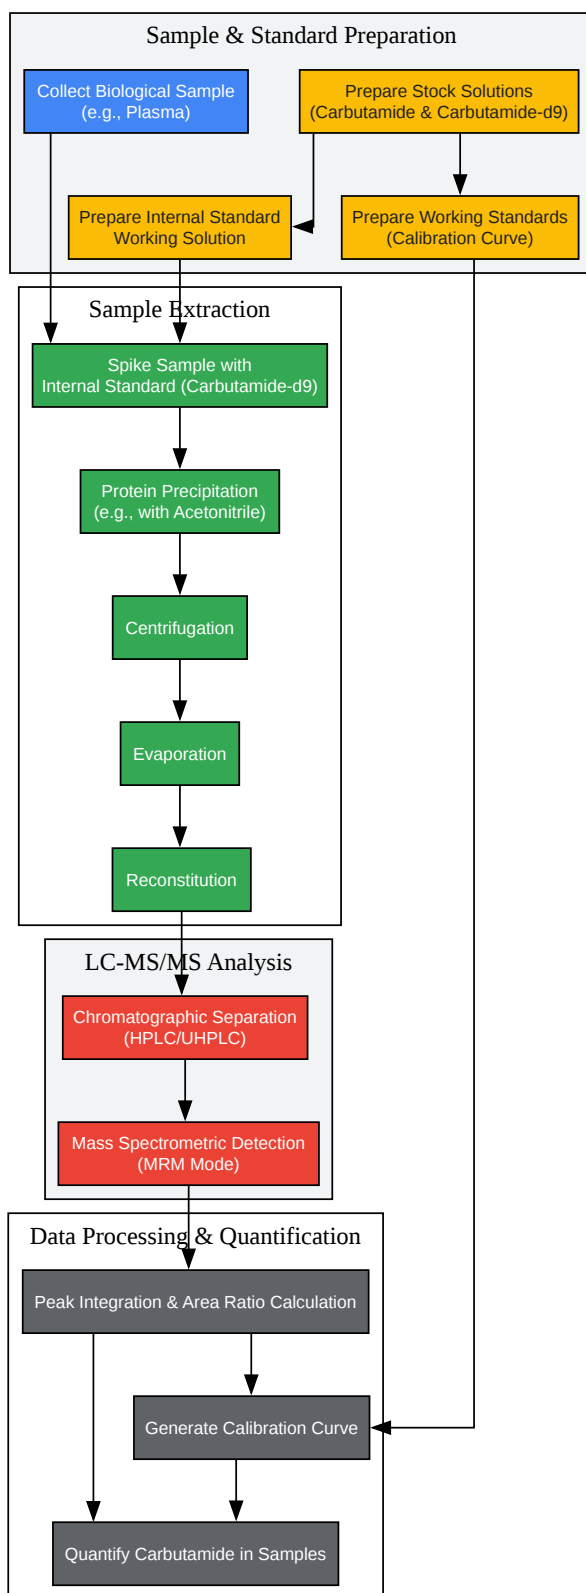 Sample & Standard Preparation
Collect Biological Sample
(e.g., Plasma)
Prepare Stock Solutions
(Carbutamide & Carbutamide-d9)
Prepare Internal Standard
Working Solution
Prepare Working Standards
(Calibration Curve)
Sample Extraction
Spike Sample with
Internal Standard (Carbutamide-d9)
Protein Precipitation
(e.g., with Acetonitrile)
Centrifugation
Evaporation
Reconstitution
LC-MS/MS Analysis
Chromatographic Separation
(HPLC/UHPLC)
Mass Spectrometric Detection
(MRM Mode)
Data Processing & Quantification
Peak Integration & Area Ratio Calculation
Generate Calibration Curve
Quantify Carbutamide in Samples